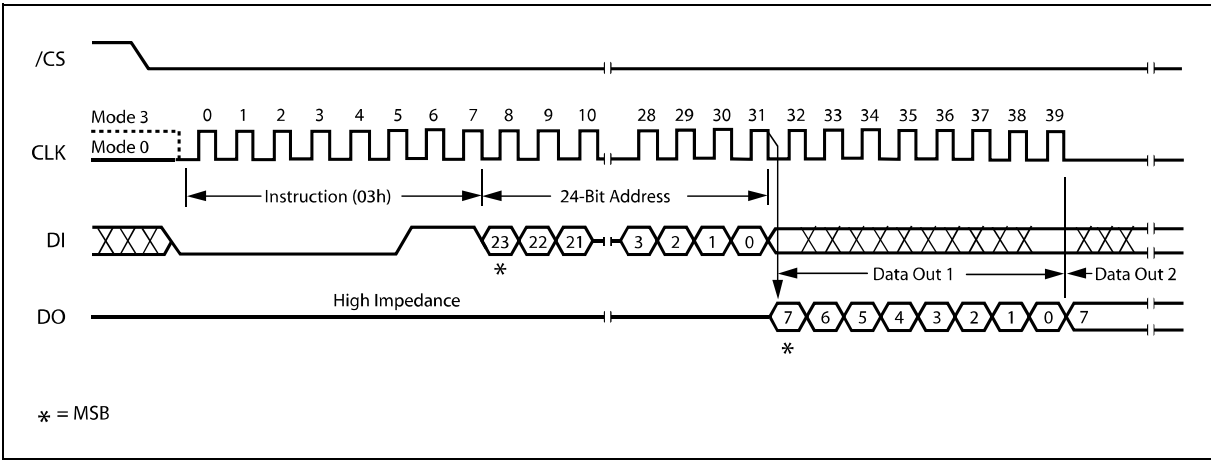 /CS
Mode 3
0 1 2 3 4 5 6 7 8 9 10 28 29 30 31 32 33 34 35 36 37 38 39
Mode 0
CLK
Instruction (03h) 24-Bit Address
DI 23 22 21 3 2 1 0
*
Data Out 1 Data Out 2
High Impedance
DO 7 6 5 4 3 2 1 0 7
*
* = MSB